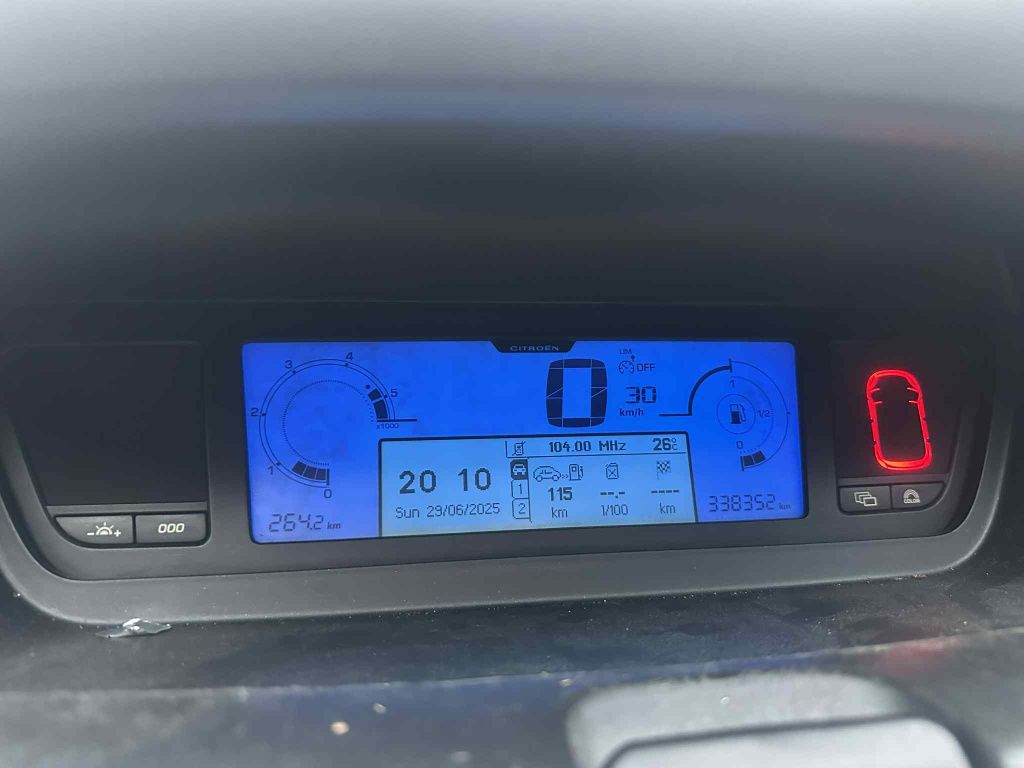 CITROËN
LIM
OFF
30
km/h
0
4
3
5
x1000
2
1
0
1
1/2
0
104.00 MHz 26°C
20 10
Sun 29/06/2025
1
2
115 --.- ----
km 1/100 km
264.2 km
338352 km
- +
000
COLOR